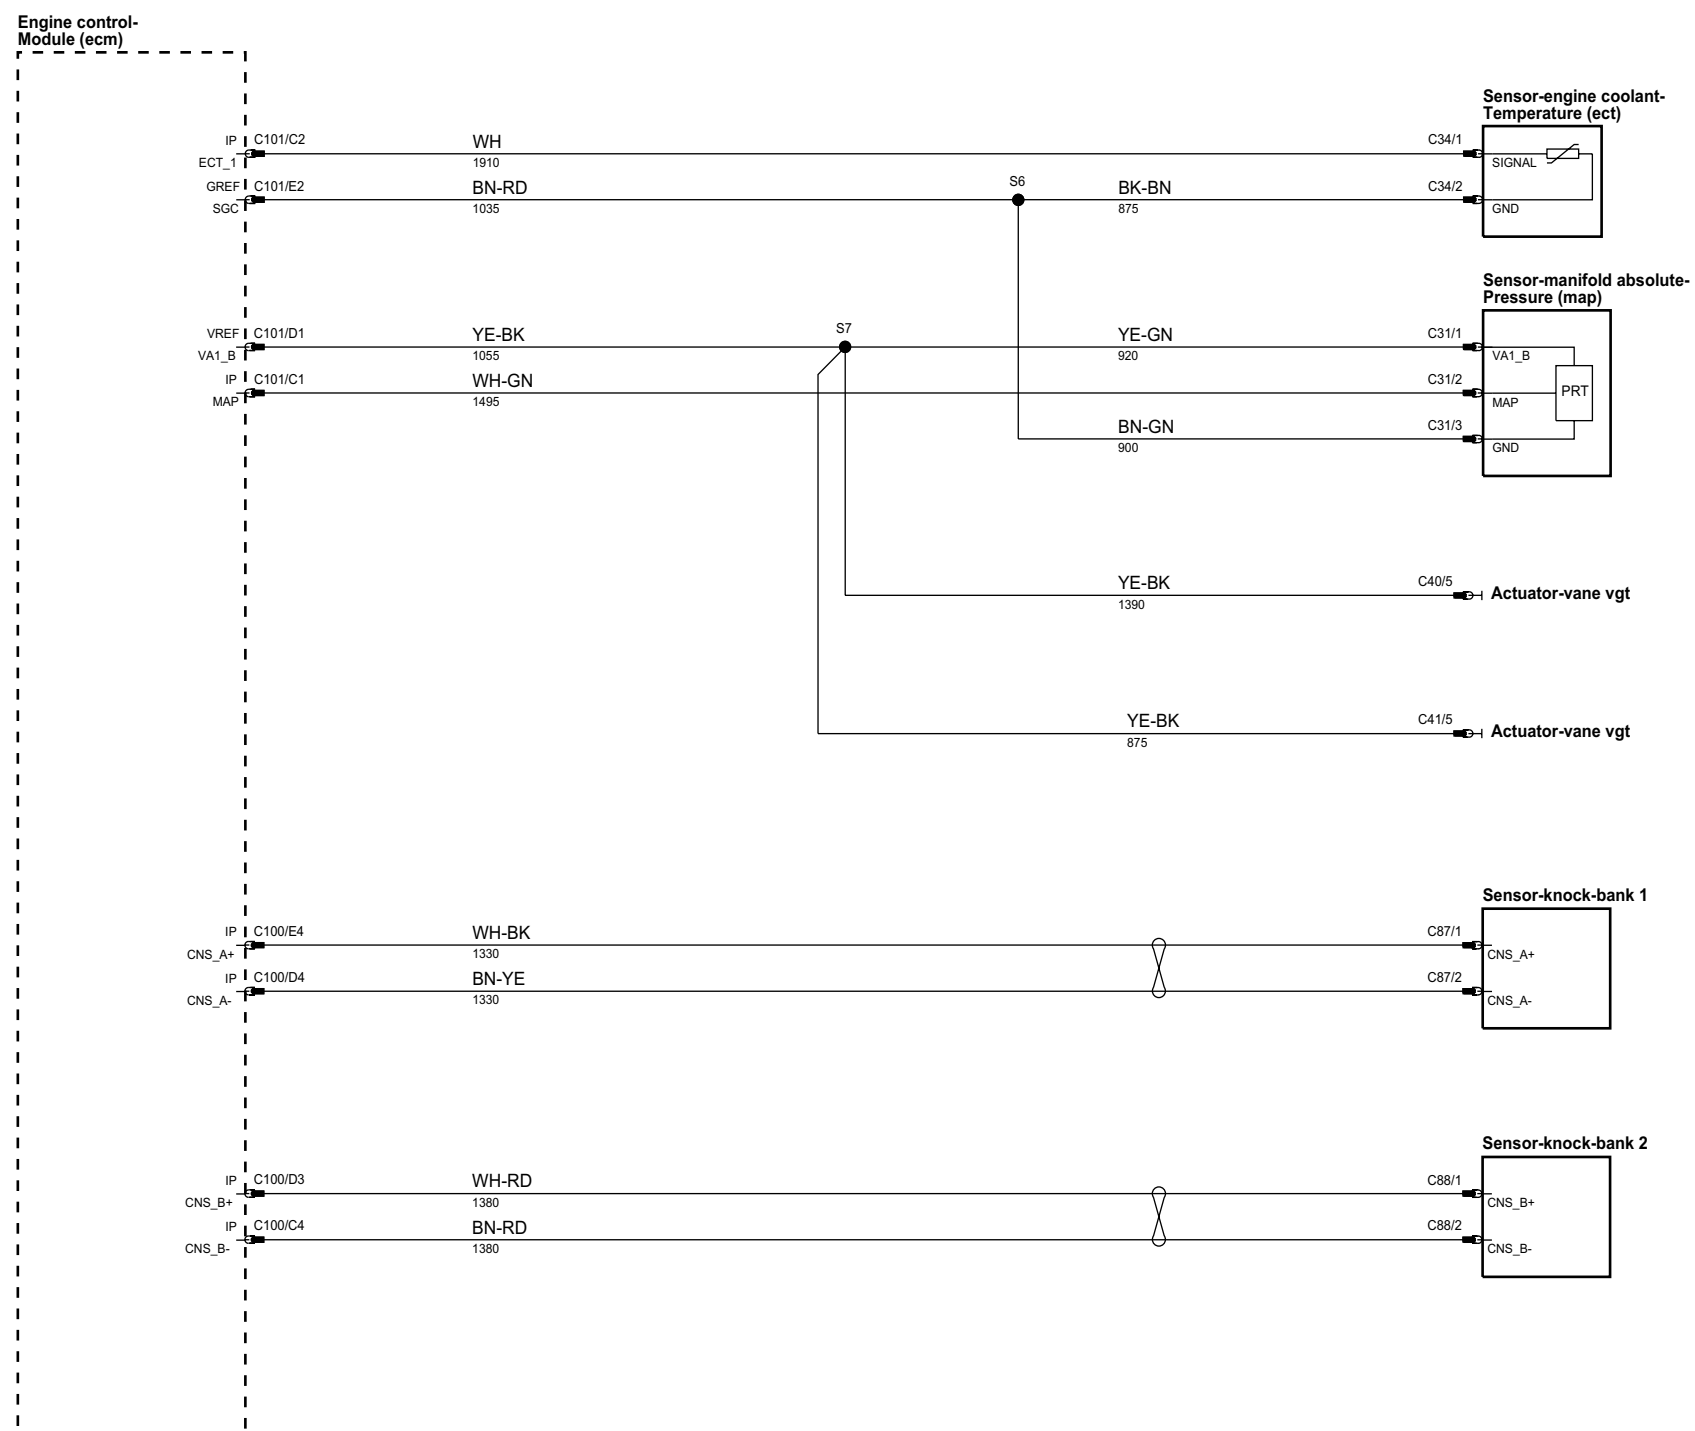 Engine control-
Module (ecm)
Sensor-engine coolant-
Temperature (ect)
IP C101/C2 WH C34/1
ECT_1 1910 SIGNAL
GREF C101/E2 BN-RD S6 BK-BN C34/2
SGC 1035 875 GND
Sensor-manifold absolute-
Pressure (map)
VREF C101/D1 YE-BK S7 YE-GN C31/1
VA1_B 1055 920 VA1_B
IP C101/C1 WH-GN C31/2 PRT
MAP 1495 MAP
BN-GN C31/3
900 GND
YE-BK C40/5 Actuator-vane vgt
1390
YE-BK C41/5 Actuator-vane vgt
875
Sensor-knock-bank 1
IP C100/E4 WH-BK C87/1
CNS_A+ 1330 CNS_A+
IP C100/D4 BN-YE C87/2
CNS_A- 1330 CNS_A-
Sensor-knock-bank 2
IP C100/D3 WH-RD C88/1
CNS_B+ 1380 CNS_B+
IP C100/C4 BN-RD C88/2
CNS_B- 1380 CNS_B-